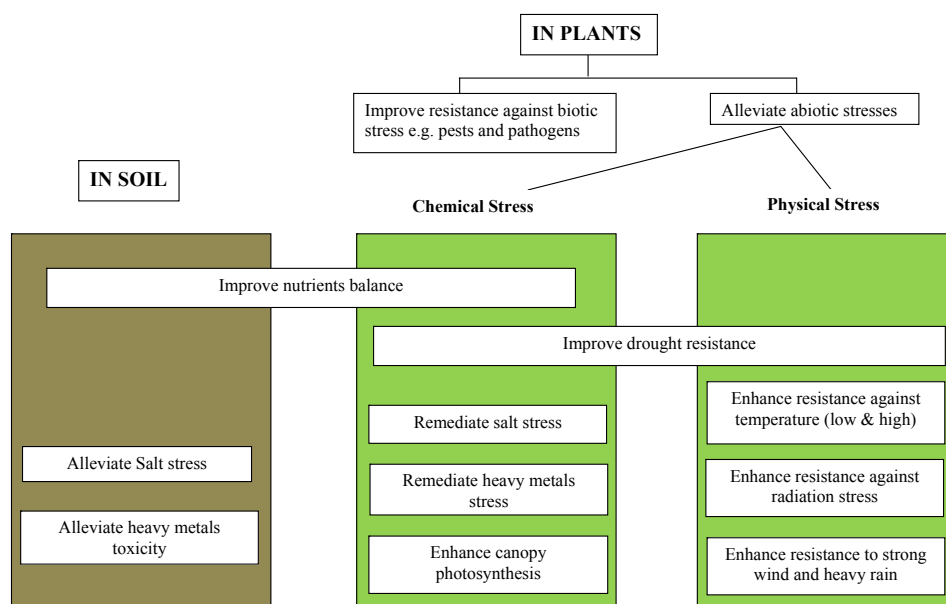 IN PLANTS
Improve resistance against biotic
stress e.g. pests and pathogens
Alleviate abiotic stresses
IN SOIL
Chemical Stress
Physical Stress
Improve nutrients balance
Improve drought resistance
Alleviate Salt stress
Alleviate heavy metals
toxicity
Remediate salt stress
Remediate heavy metals
stress
Enhance canopy
photosynthesis
Enhance resistance against
temperature (low & high)
Enhance resistance against
radiation stress
Enhance resistance to strong
wind and heavy rain